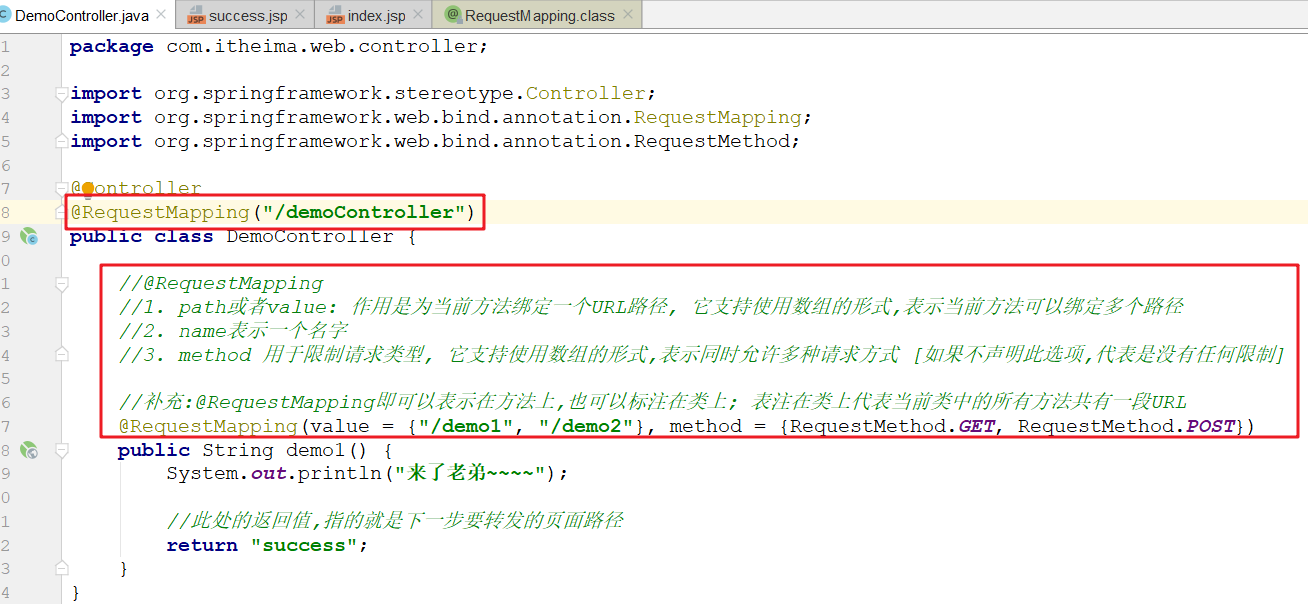 DemoController.java success.jsp index.jsp RequestMapping.class
1 package com.itheima.web.controller;
2
3 import org.springframework.stereotype.Controller;
4 import org.springframework.web.bind.annotation.RequestMapping;
5 import org.springframework.web.bind.annotation.RequestMethod;
6
7 @Controller
8 @RequestMapping("/demoController")
9 public class DemoController {
0
1 //@RequestMapping
2 //1. path或者value: 作用是为当前方法绑定一个URL路径, 它支持使用数组的形式,表示当前方法可以绑定多个路径
3 //2. name表示一个名字
4 //3. method 用于限制请求类型, 它支持使用数组的形式,表示同时允许多种请求方式 [如果不声明此选项,代表是没有任何限制]
5
6 //补充:@RequestMapping即可以表示在方法上,也可以标注在类上; 表注在类上代表当前类中的所有方法共有一段URL
7 @RequestMapping(value = {"/demo1", "/demo2"}, method = {RequestMethod.GET, RequestMethod.POST})
8 public String demo1() {
9 System.out.println("来了老弟~~~~");
0
1 //此处的返回值,指的就是下一步要转发的页面路径
2 return "success";
3 }
4 }